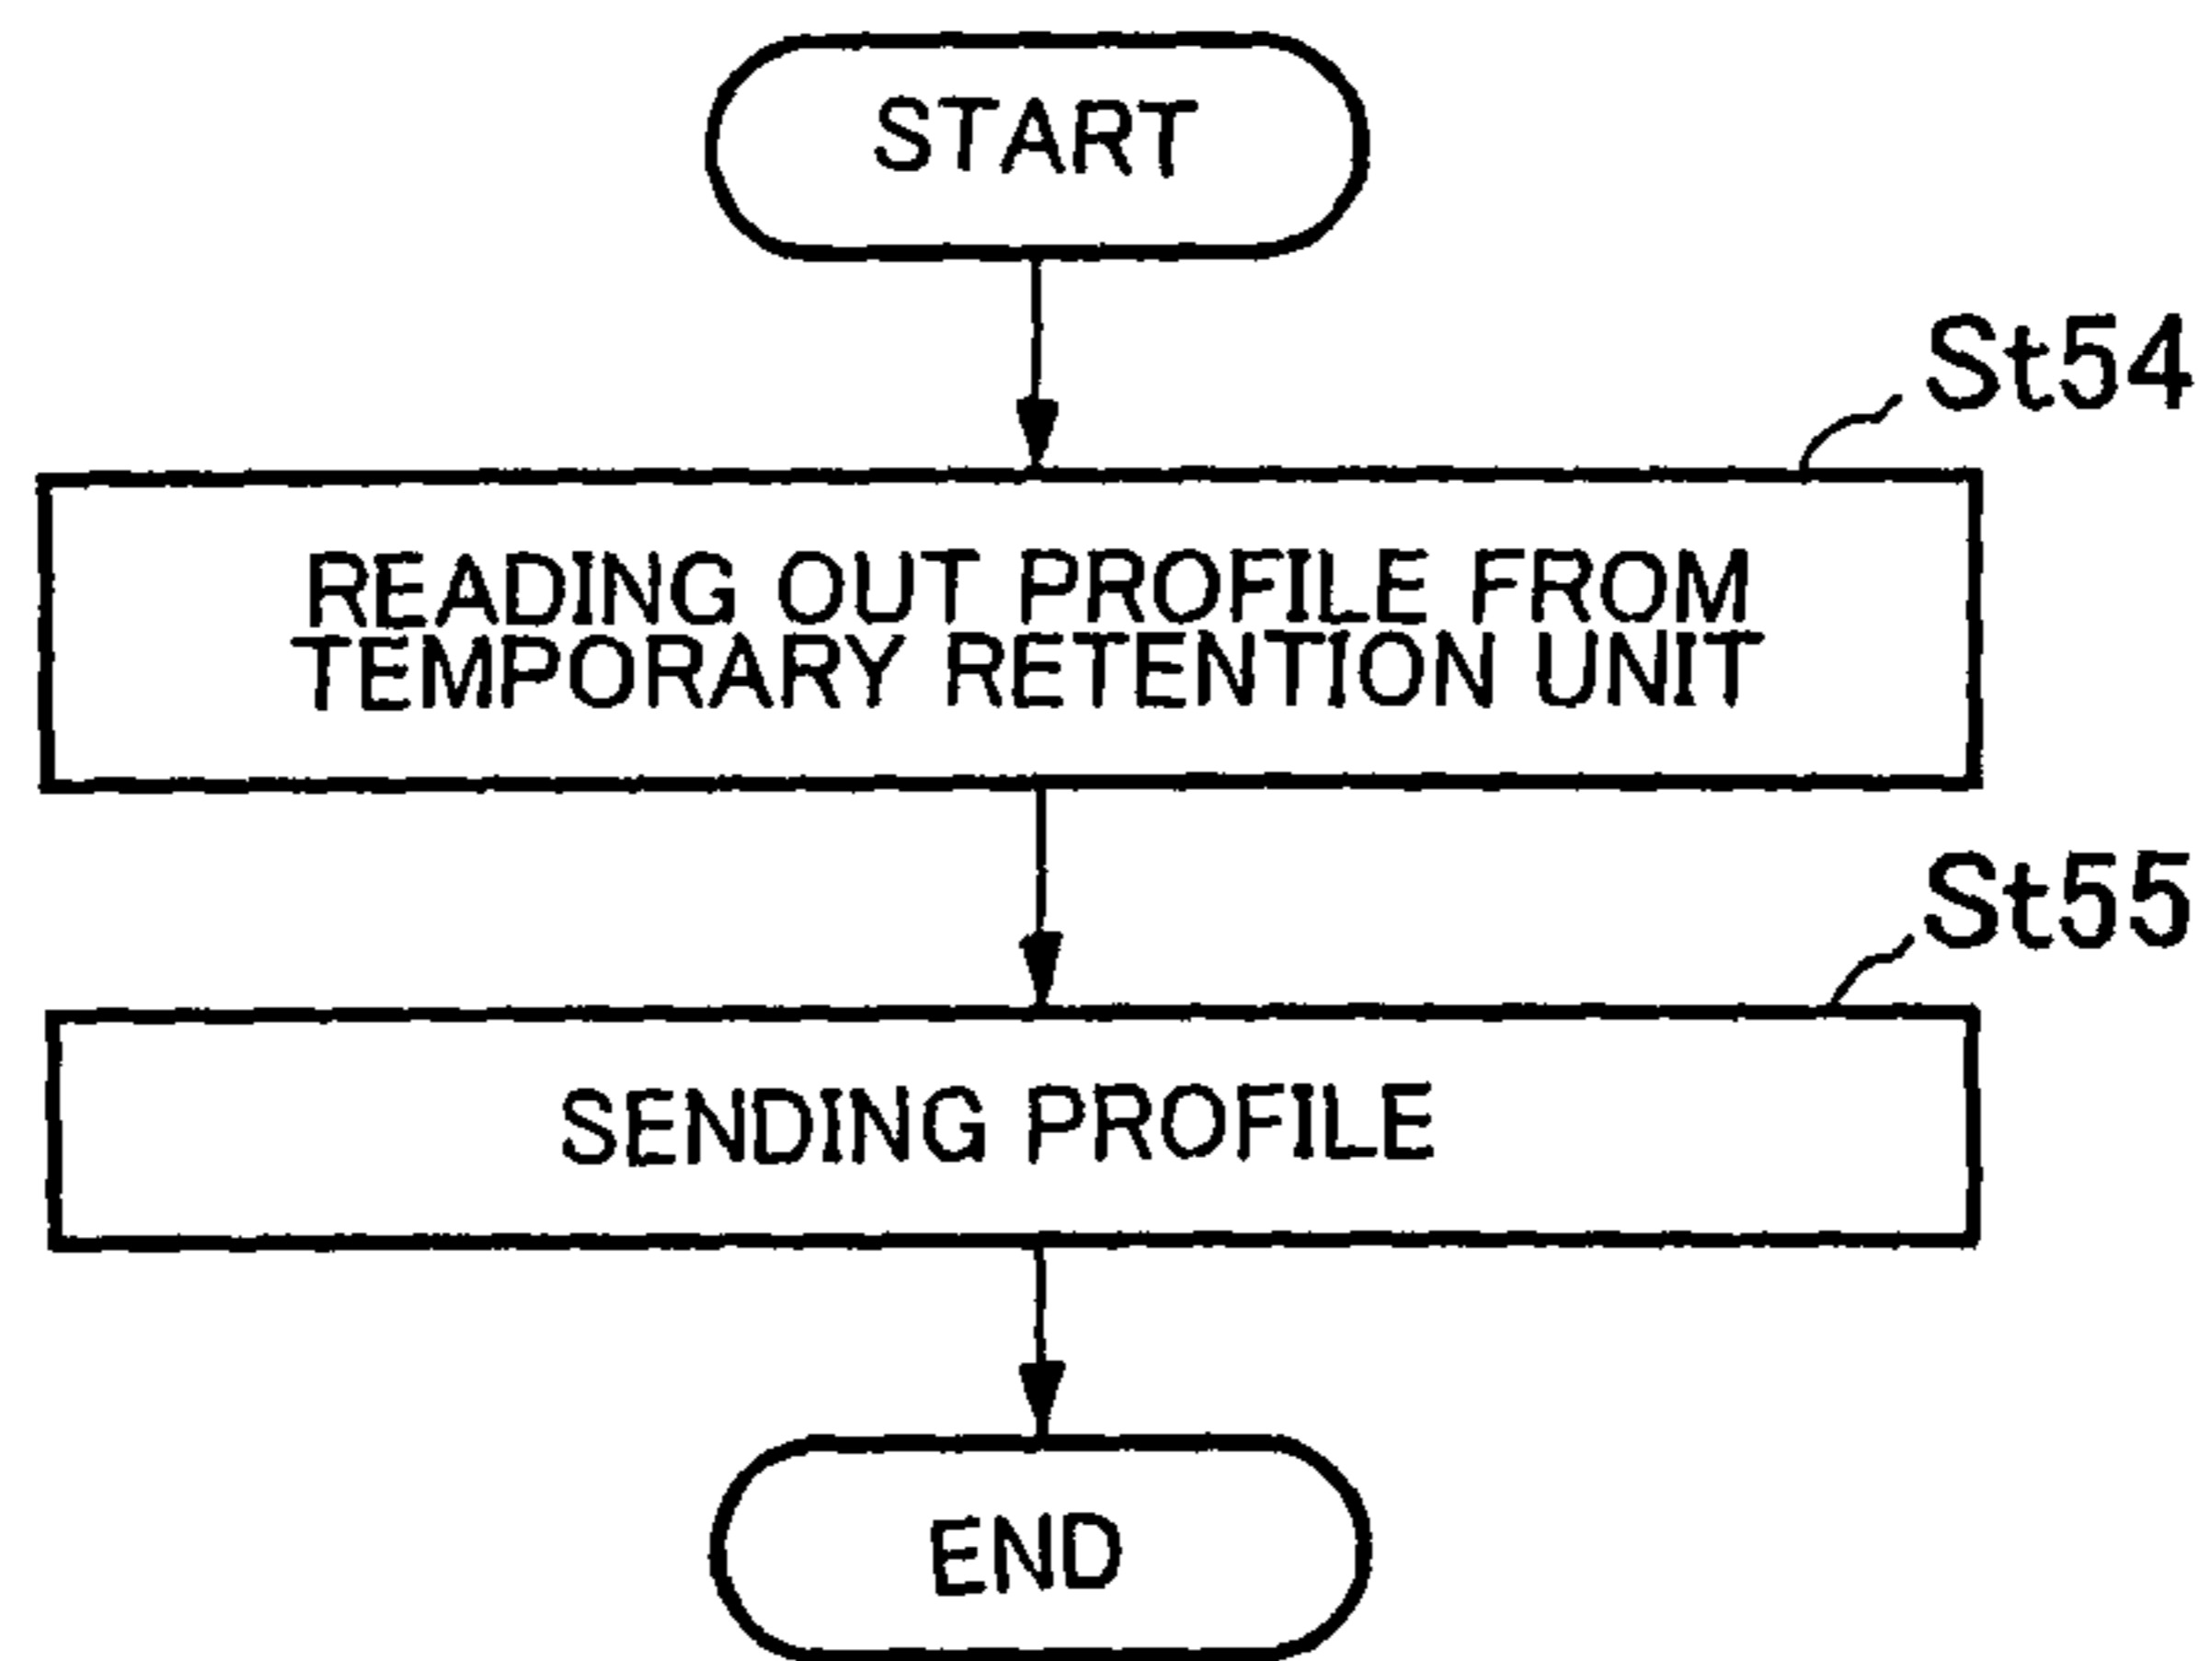 START
St54
READING OUT PROFILE FROM
TEMPORARY RETENTION UNIT
St55
SENDING PROFILE
END